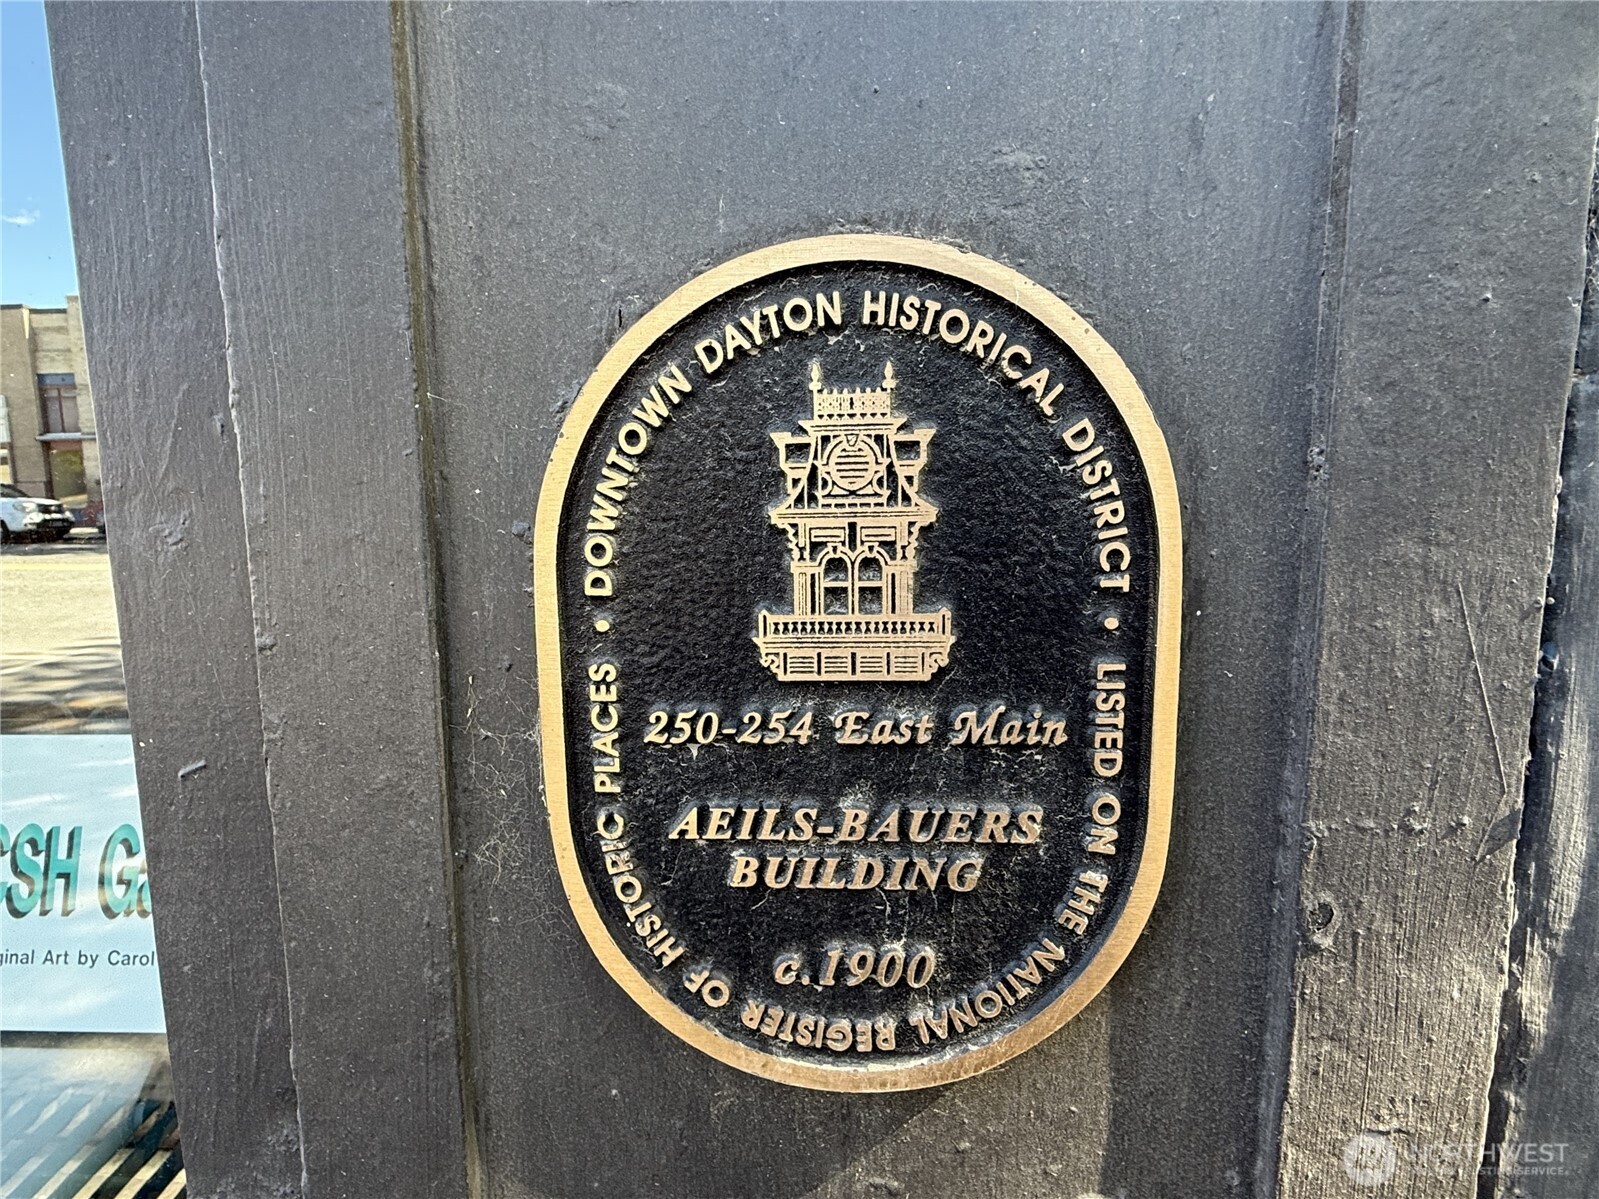 • DOWNTOWN DAYTON HISTORICAL DISTRICT •
LISTED ON THE NATIONAL REGISTER OF HISTORIC PLACES
250-254 East Main
AEILS-BAUERS
BUILDING
c.1900
CSH GA
ginal Art by Carol
NORTHWEST